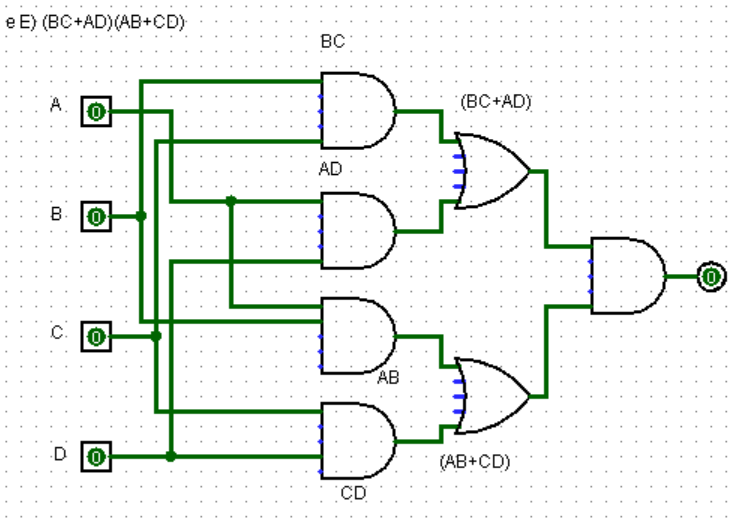 e E) (BC+AD)(AB+CD)
BC
A
0
(BC+AD)
AD
B
0
0
C
0
AB
D
0
(AB+CD)
CD